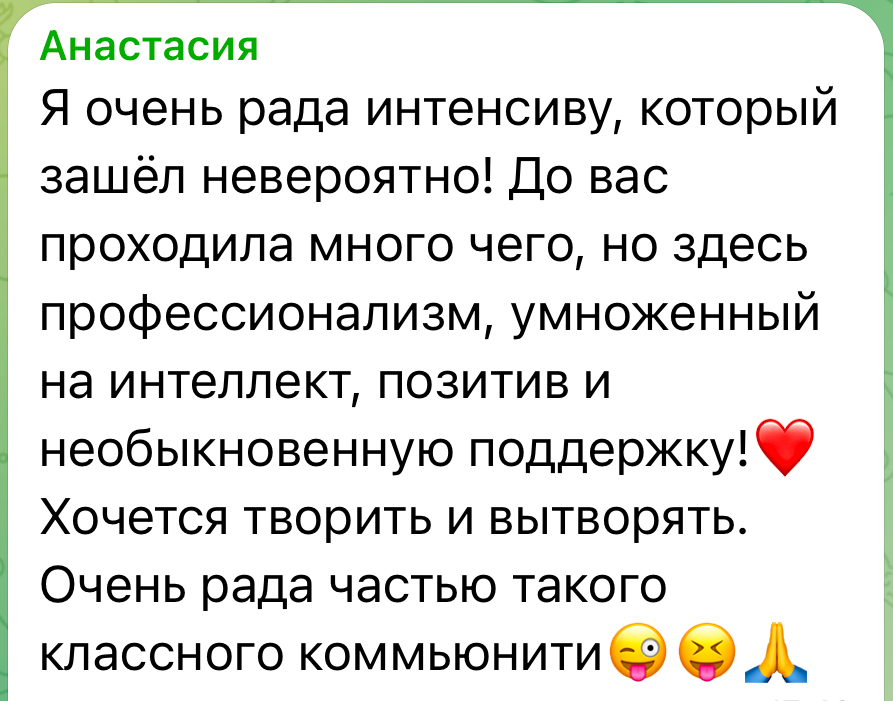 Анастасия
Я очень рада интенсиву, который
зашёл невероятно! До вас
проходила много чего, но здесь
профессионализм, умноженный
на интеллект, позитив и
необыкновенную поддержку!❤️
Хочется творить и вытворять.
Очень рада частью такого
классного коммьюнити😜😝🙏